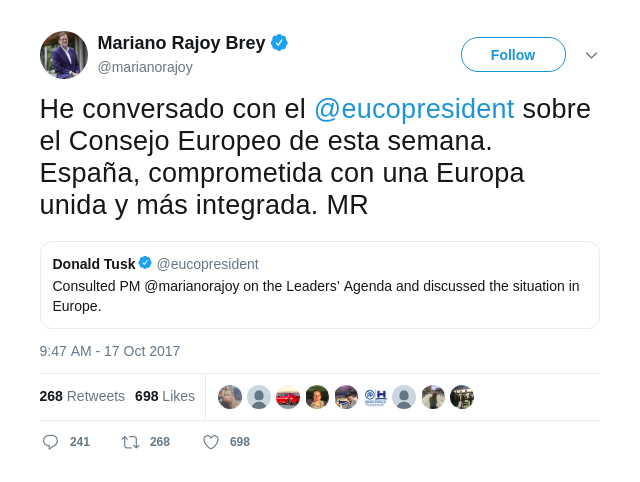 Mariano Rajoy Brey
@marianorajoy
Follow
He conversado con el @eucopresident sobre
el Consejo Europeo de esta semana.
España, comprometida con una Europa
unida y más integrada. MR
Donald Tusk @eucopresident
Consulted PM @marianorajoy on the Leaders’ Agenda and discussed the situation in
Europe.
9:47 AM - 17 Oct 2017
268 Retweets 698 Likes
241 268 698